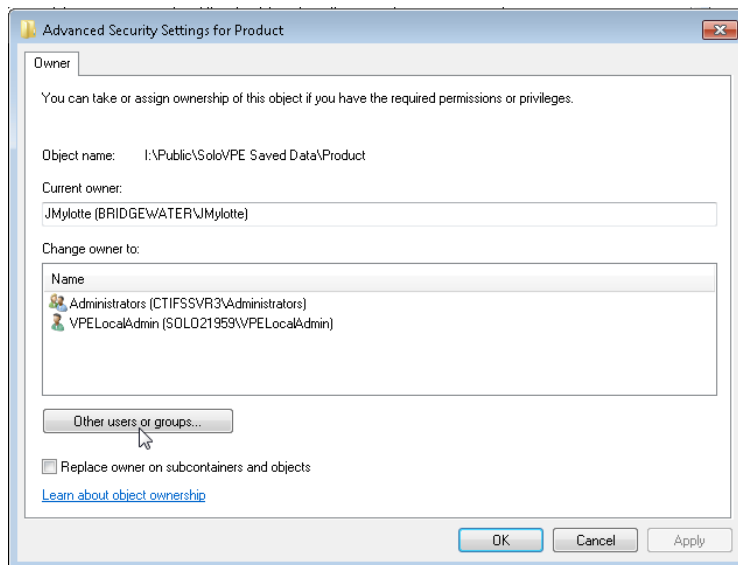 Advanced Security Settings for Product
Owner
You can take or assign ownership of this object if you have the required permissions or privileges.
Object name: I:\Public\SoloVPE Saved Data\Product
Current owner:
JMylotte (BRIDGEWATER\JMylotte)
Change owner to:
Name
Administrators (CTIFSSVR3\Administrators)
VPELocalAdmin (SOLO21959\VPELocalAdmin)
Other users or groups...
Replace owner on subcontainers and objects
Learn about object ownership
OK Cancel Apply